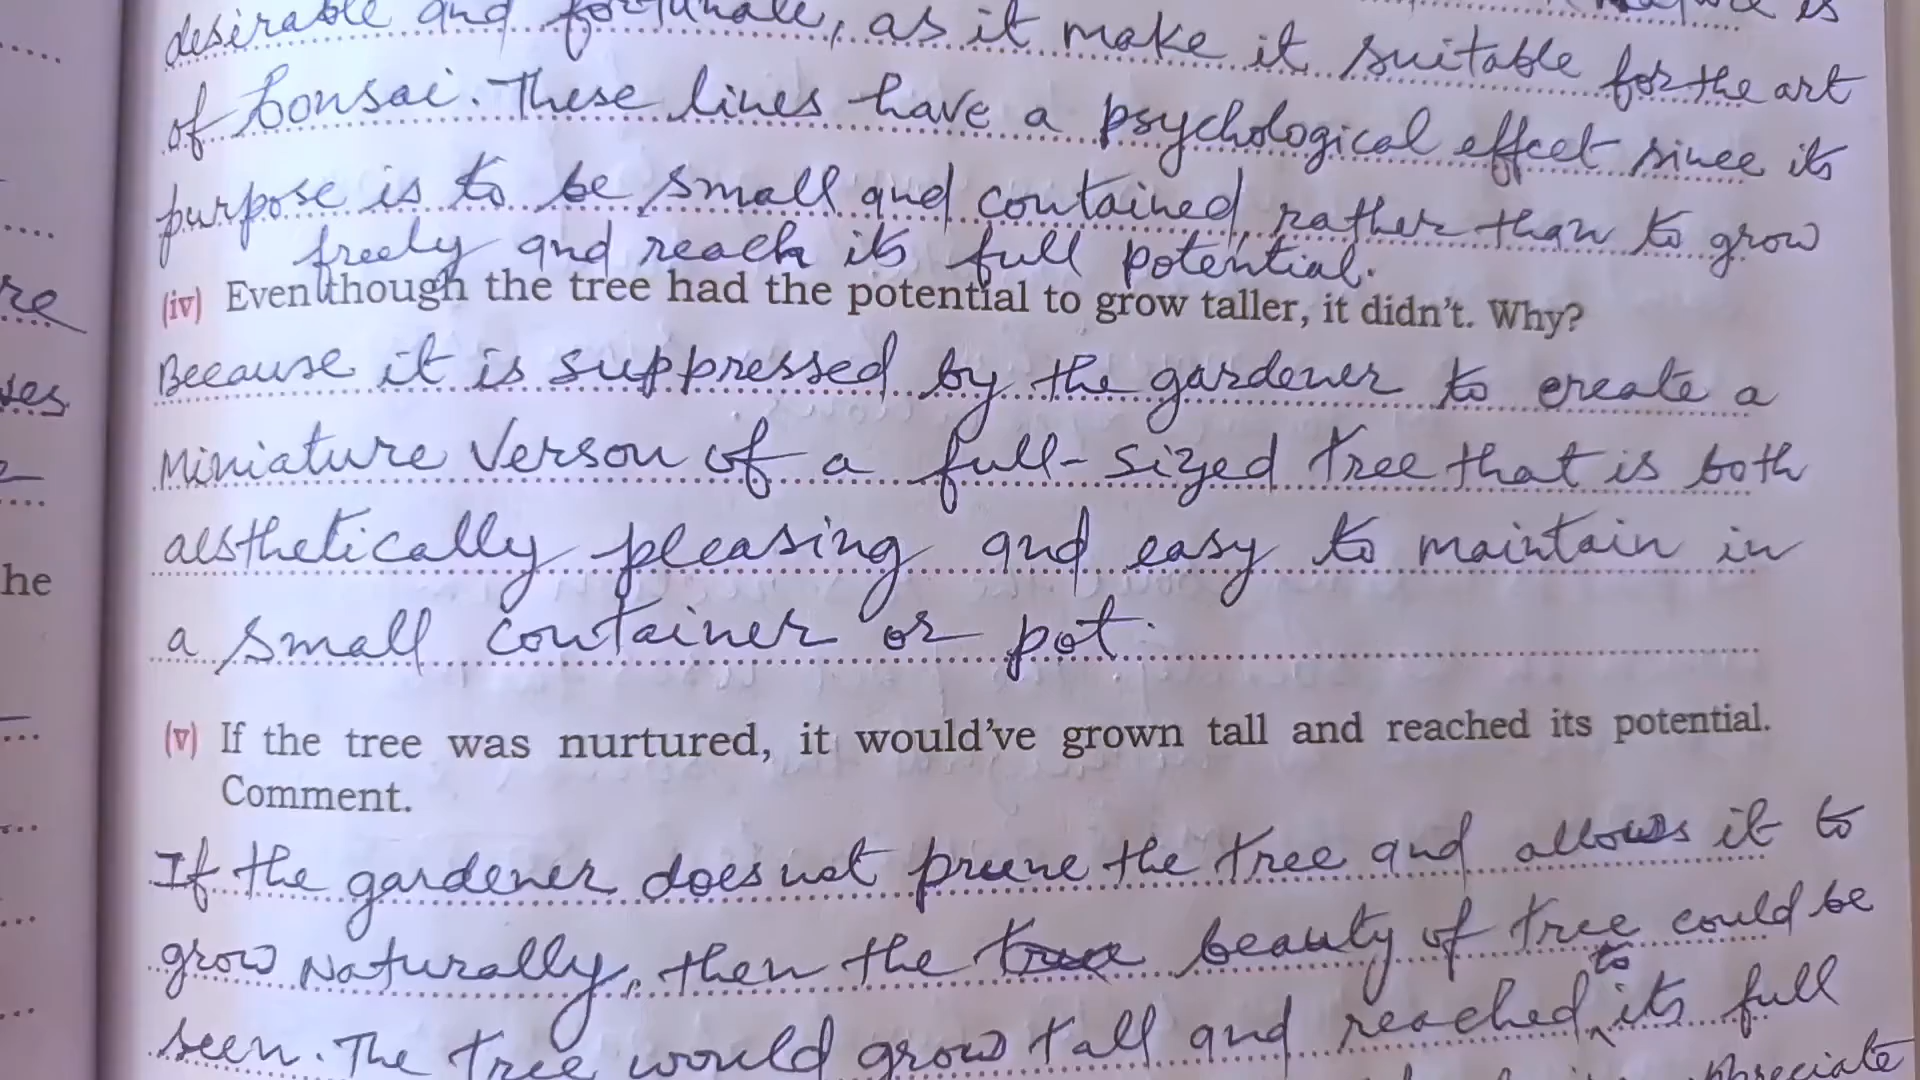 desirable and fortunate, as it make it suitable for the art
of bonsai. These lines have a psychological effect since its
purpose is to be small and contained, rather than to grow
freely and reach its full potential.
(iv) Even though the tree had the potential to grow taller, it didn't. Why?
Because it is suppressed by the gardener to create a
Miniature Verson of a full-sized tree that is both
aesthetically pleasing and easy to maintain in
a small container or pot.
he
(v) If the tree was nurtured, it would've grown tall and reached its potential.
Comment.
If the gardener does not prune the tree and allows it to
grow Naturally, then the beauty of tree could be
seen. The tree would grow tall and reached to its full